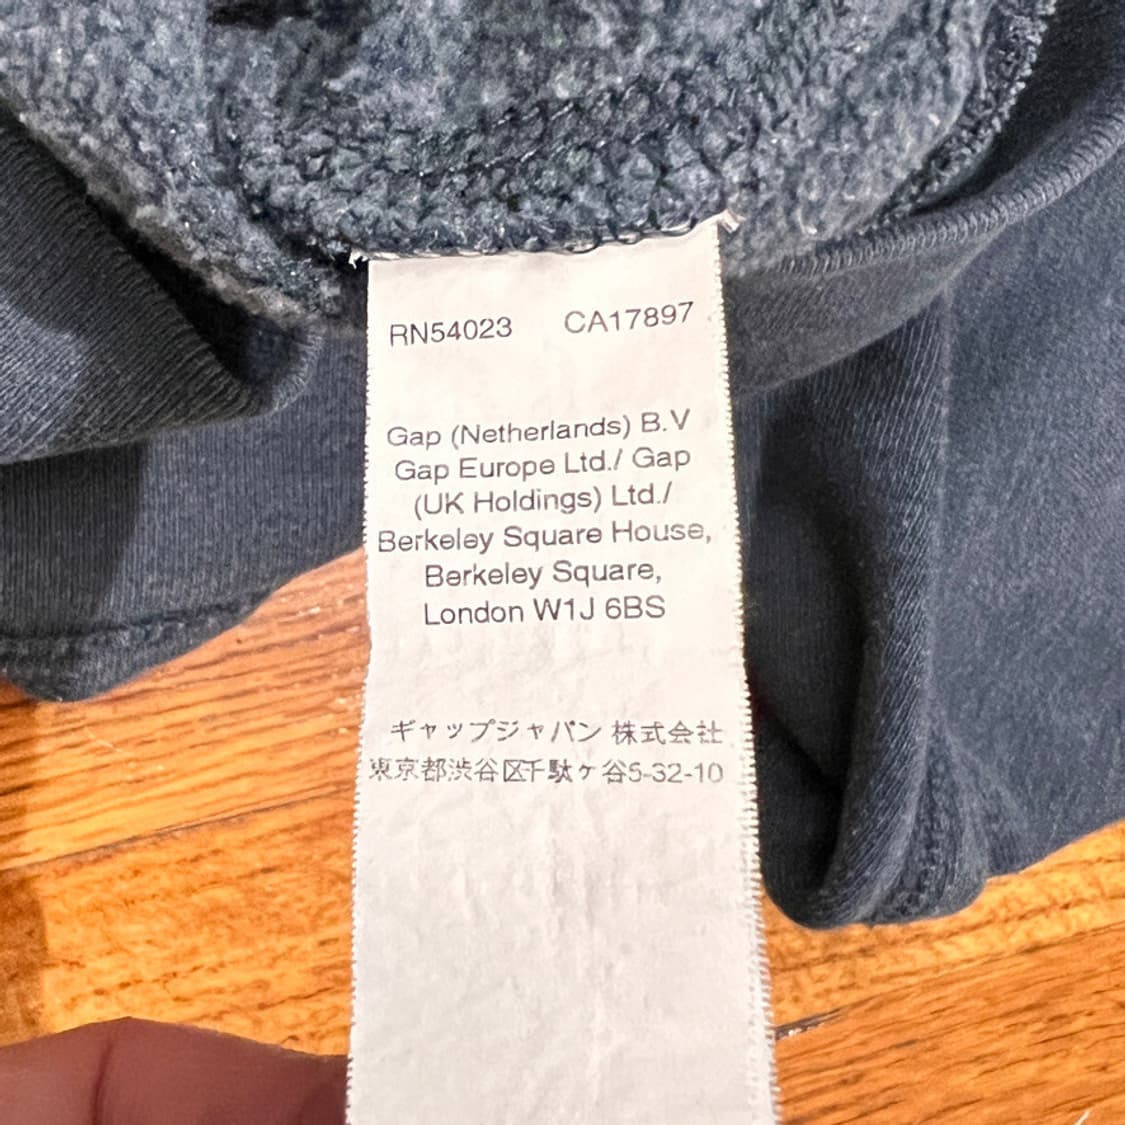 RN54023 CA17897
Gap (Netherlands) B.V
Gap Europe Ltd./ Gap
(UK Holdings) Ltd./
Berkeley Square House,
Berkeley Square,
London W1J 6BS
ギャップジャパン 株式会社
東京都渋谷区千駄ヶ谷5-32-10